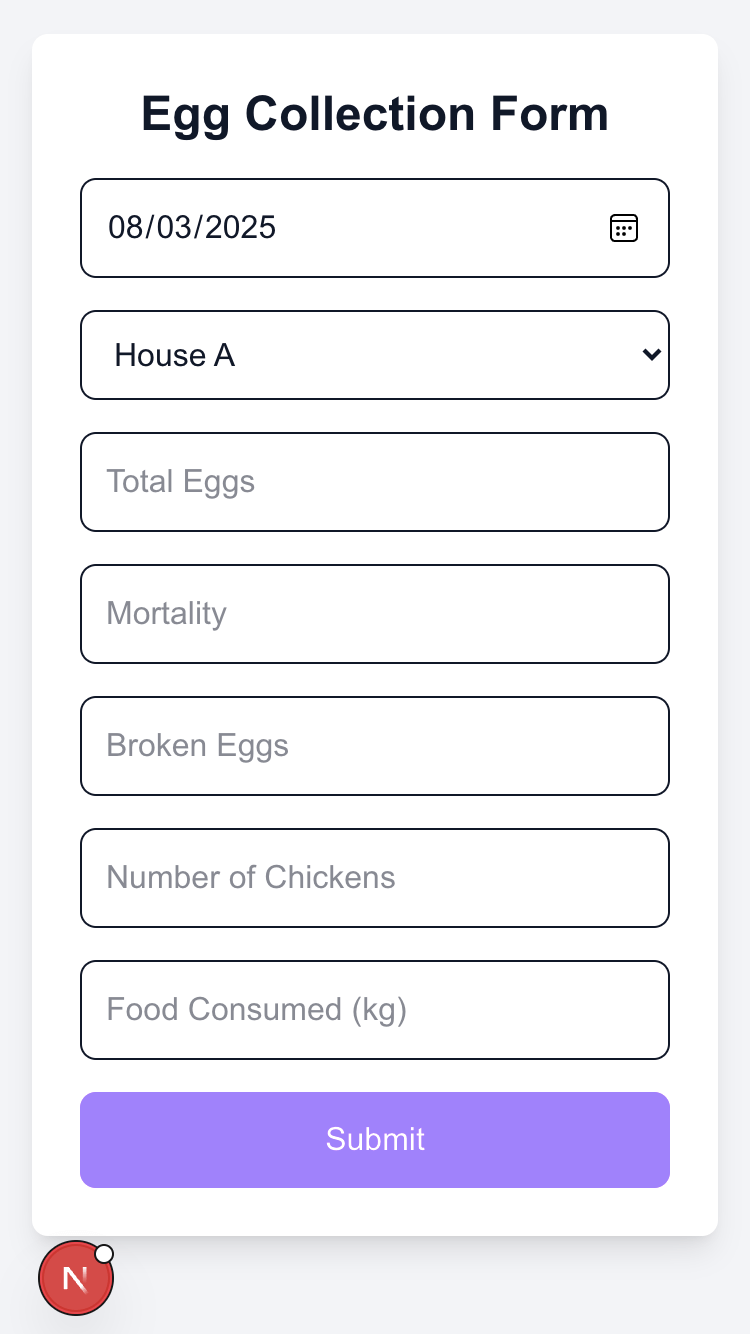 Egg Collection Form
08/03/2025
House A
Total Eggs
Mortality
Broken Eggs
Number of Chickens
Food Consumed (kg)
Submit
N